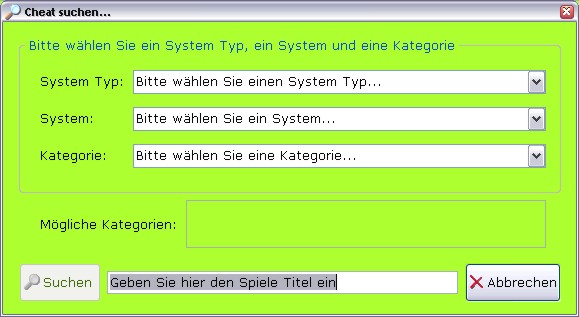 Cheat suchen...
Bitte wählen Sie ein System Typ, ein System und eine Kategorie
System Typ: Bitte wählen Sie einen System Typ...
System: Bitte wählen Sie ein System...
Kategorie: Bitte wählen Sie eine Kategorie...
Mögliche Kategorien:
Suchen Geben Sie hier den Spiele Titel ein Abbrechen